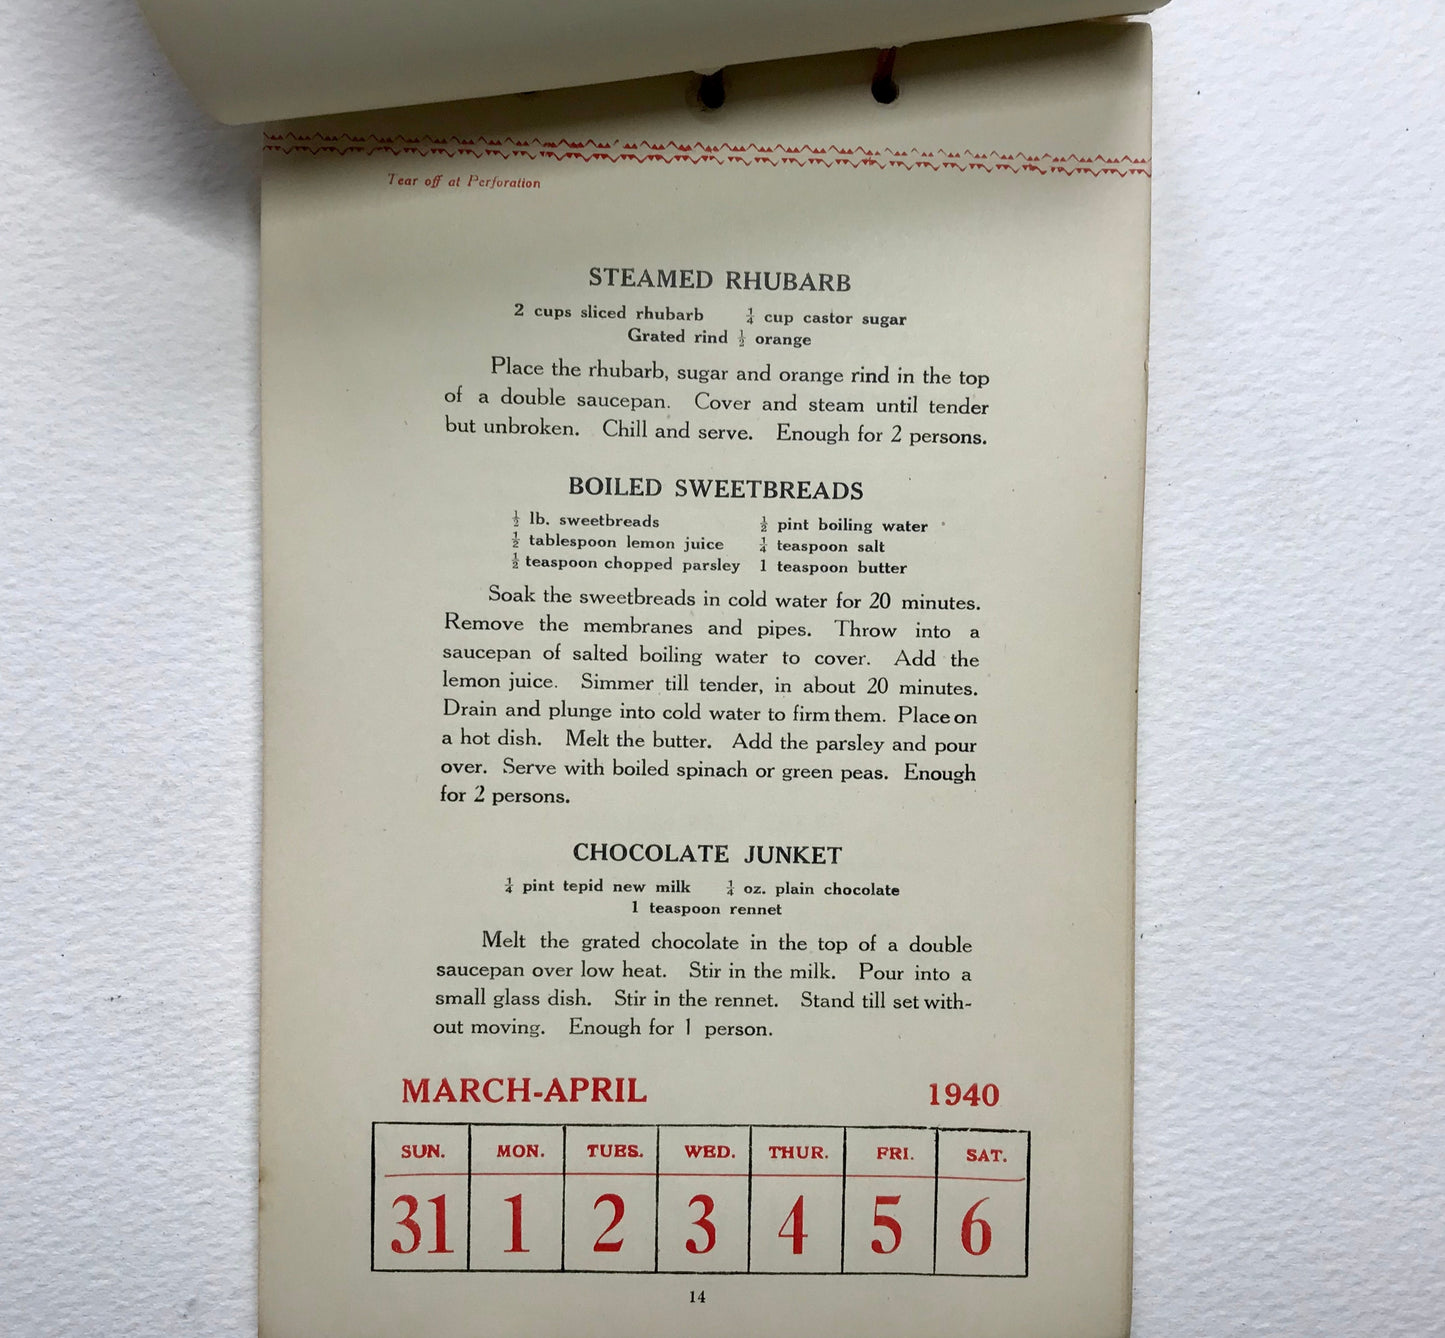 Tear off at Perforation
STEAMED RHUBARB
2 cups sliced rhubarb ¼ cup castor sugar
Grated rind ½ orange
Place the rhubarb, sugar and orange rind in the top
of a double saucepan. Cover and steam until tender
but unbroken. Chill and serve. Enough for 2 persons.
BOILED SWEETBREADS
½ lb. sweetbreads ½ pint boiling water
½ tablespoon lemon juice ¼ teaspoon salt
½ teaspoon chopped parsley 1 teaspoon butter
Soak the sweetbreads in cold water for 20 minutes.
Remove the membranes and pipes. Throw into a
saucepan of salted boiling water to cover. Add the
lemon juice. Simmer till tender, in about 20 minutes.
Drain and plunge into cold water to firm them. Place on
a hot dish. Melt the butter. Add the parsley and pour
over. Serve with boiled spinach or green peas. Enough
for 2 persons.
CHOCOLATE JUNKET
¼ pint tepid new milk ¼ oz. plain chocolate
1 teaspoon rennet
Melt the grated chocolate in the top of a double
saucepan over low heat. Stir in the milk. Pour into a
small glass dish. Stir in the rennet. Stand till set with-
out moving. Enough for 1 person.
MARCH-APRIL 1940
SUN. MON. TUES. WED. THUR. FRI. SAT.
31 1 2 3 4 5 6
14